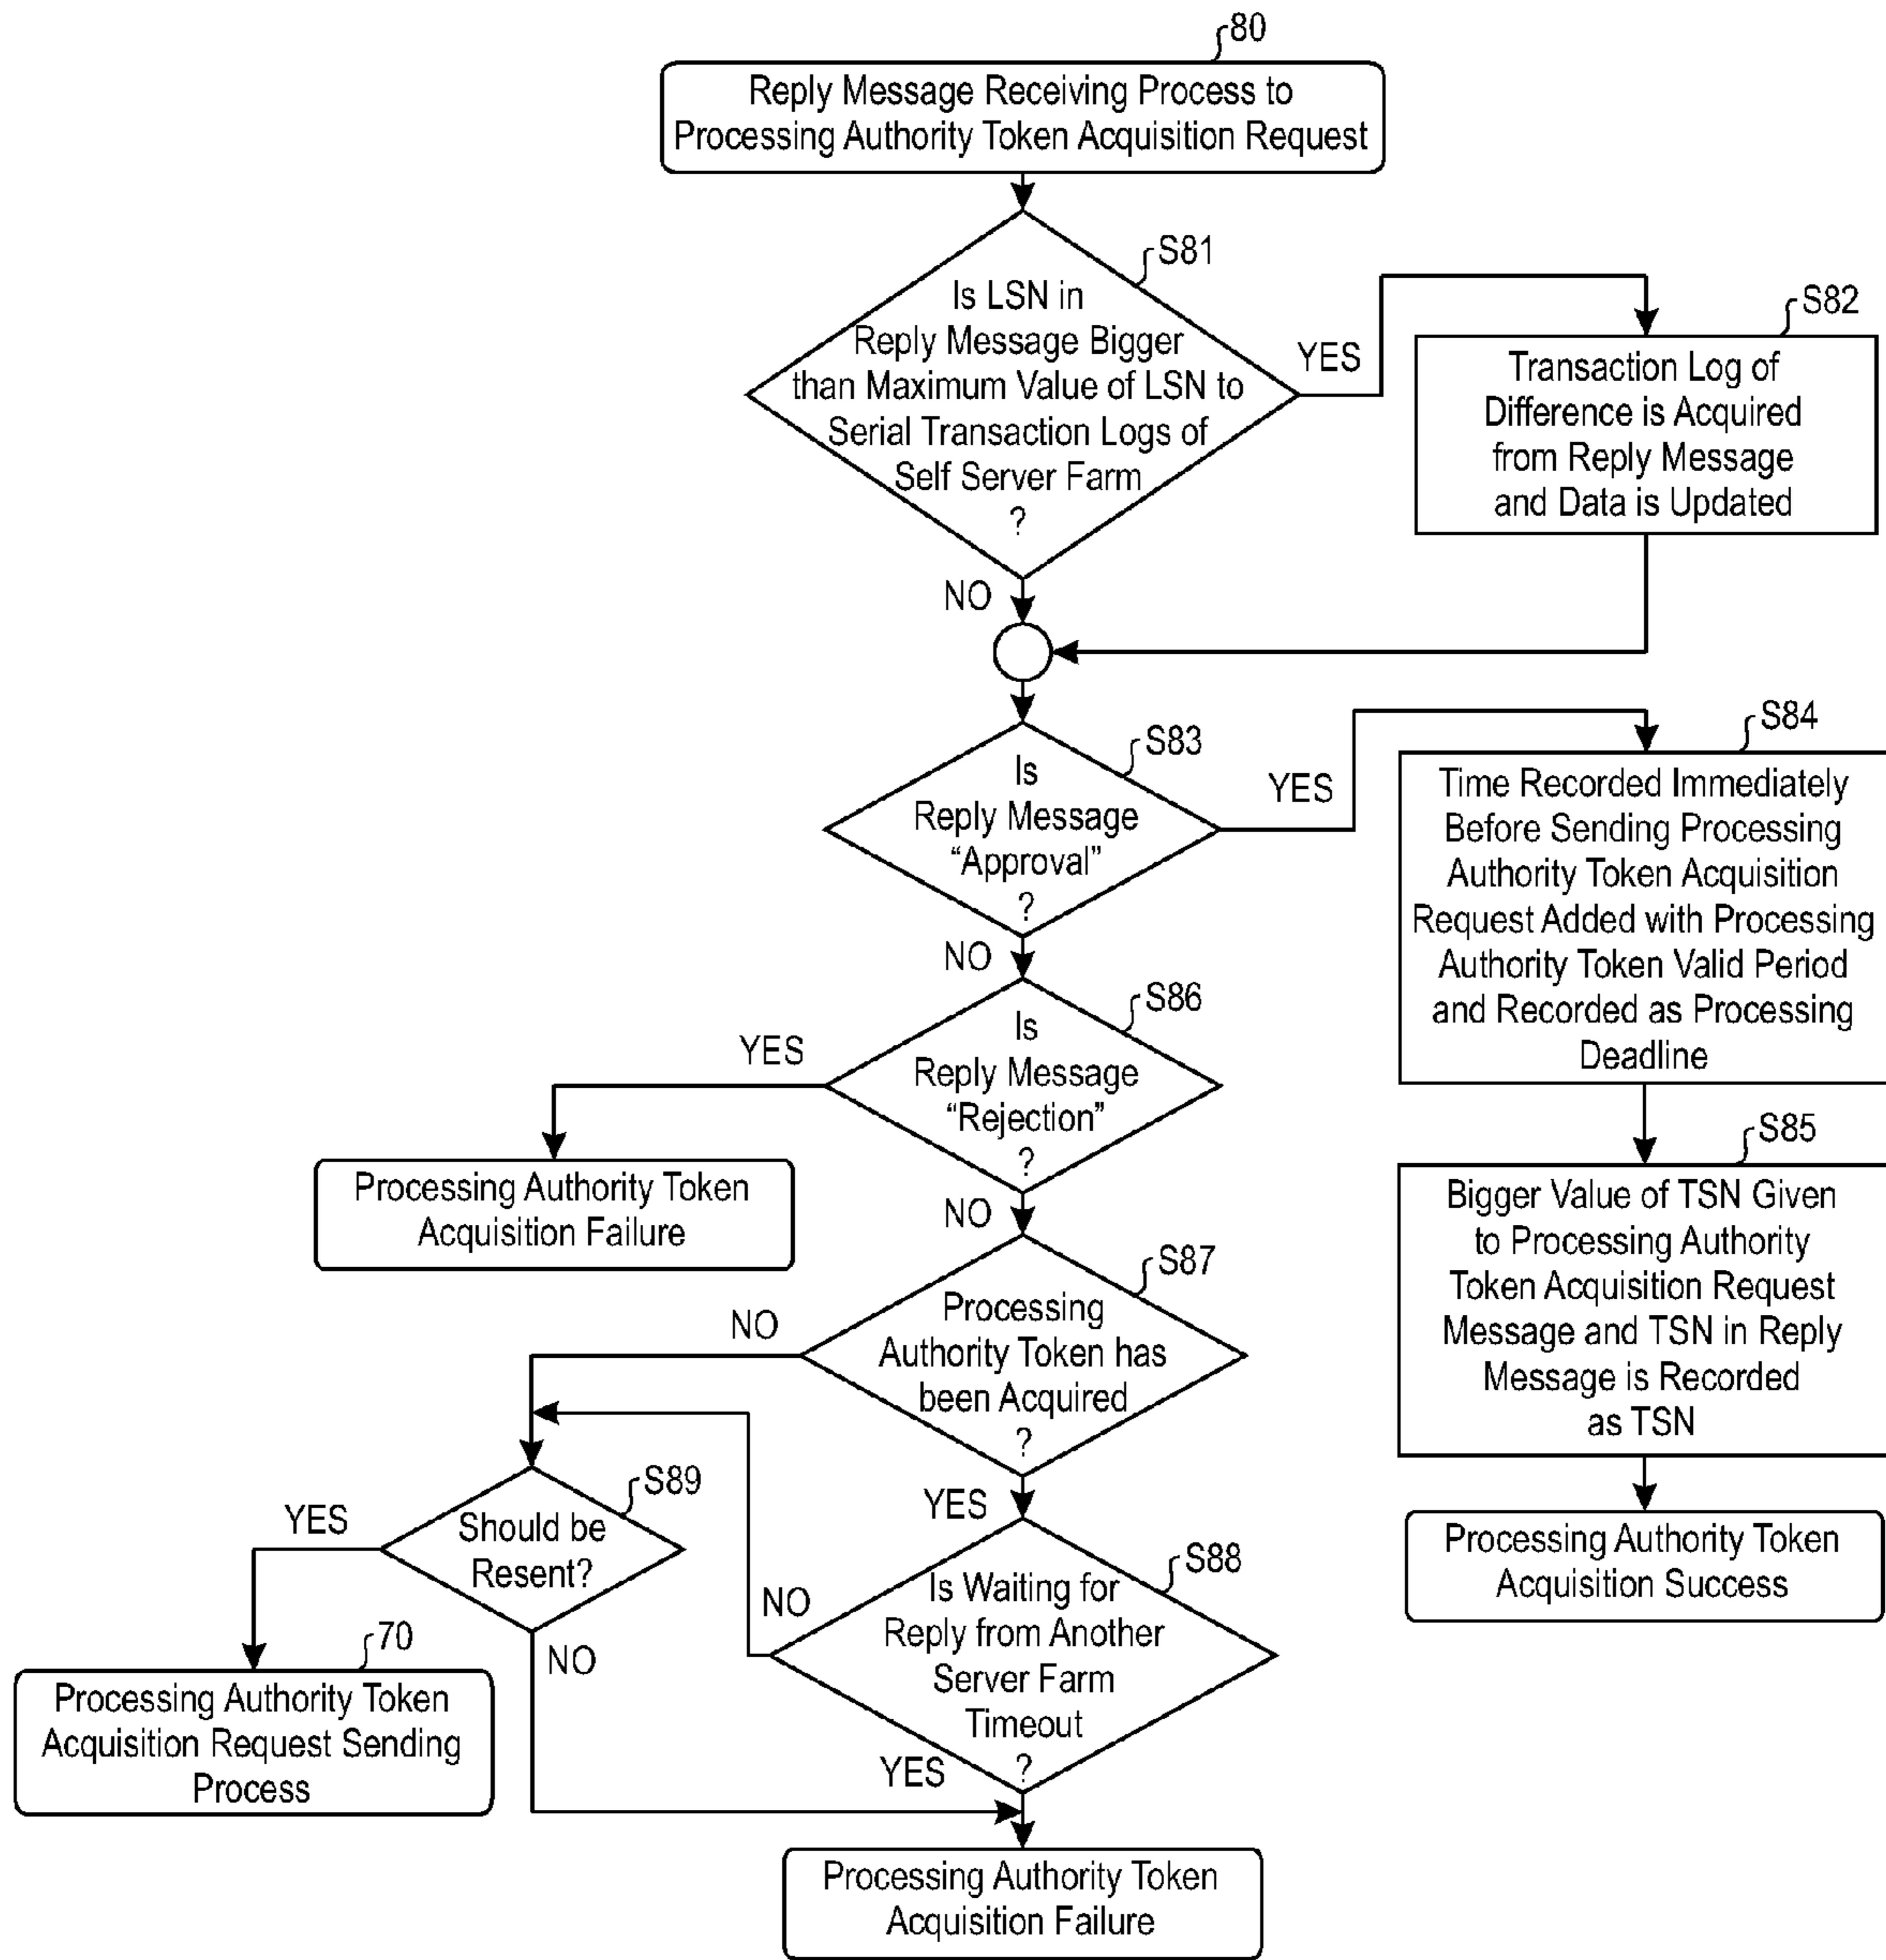 80
Reply Message Receiving Process to
Processing Authority Token Acquisition Request
S81
Is LSN in
Reply Message Bigger
than Maximum Value of LSN to
Serial Transaction Logs of
Self Server Farm
?
YES
S82
Transaction Log of
Difference is Acquired
from Reply Message
and Data is Updated
NO
S83
Is
Reply Message
“Approval”
?
YES
S84
Time Recorded Immediately
Before Sending Processing
Authority Token Acquisition
Request Added with Processing
Authority Token Valid Period
and Recorded as Processing
Deadline
NO
S86
Is
Reply Message
“Rejection”
?
YES
Processing Authority Token
Acquisition Failure
S85
Bigger Value of TSN Given
to Processing Authority
Token Acquisition Request
Message and TSN in Reply
Message is Recorded
as TSN
NO
S87
Processing
Authority Token has
been Acquired
?
NO
YES
S89
Should be
Resent?
YES
NO
S88
Is Waiting for
Reply from Another
Server Farm
Timeout
?
NO
YES
Processing Authority Token
Acquisition Success
70
Processing Authority Token
Acquisition Request Sending
Process
Processing Authority Token
Acquisition Failure